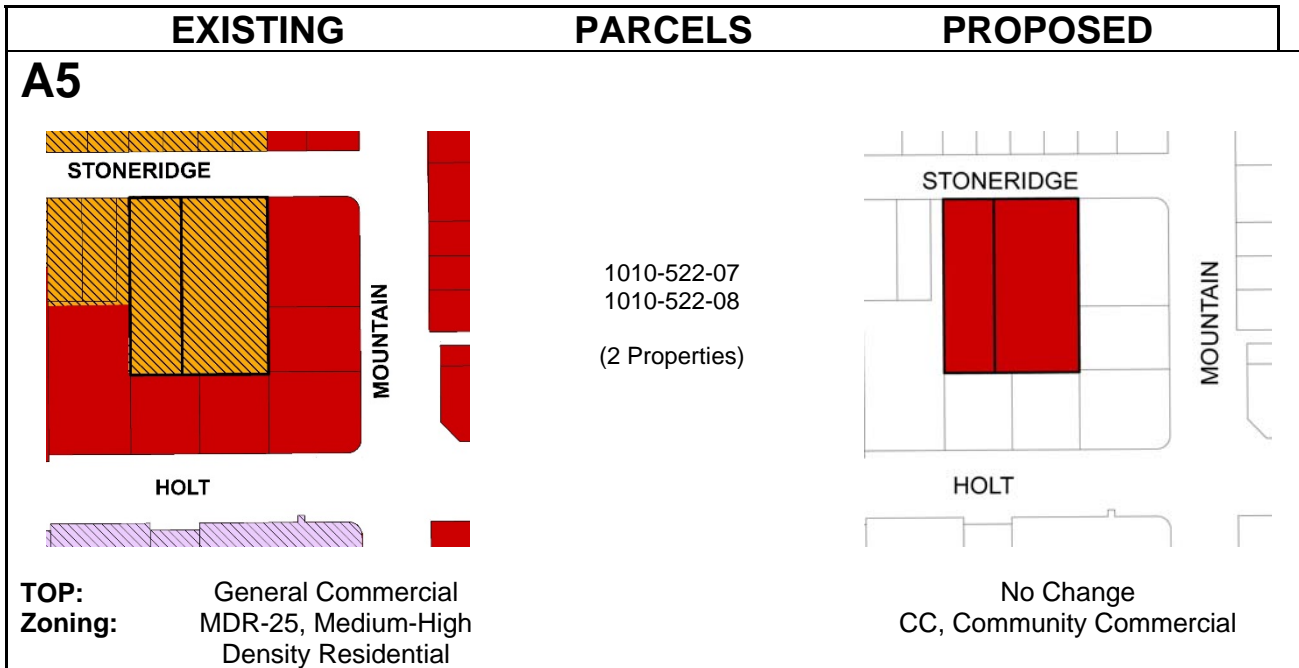 EXISTING PARCELS PROPOSED
A5
STONERIDGE
MOUNTAIN
HOLT
1010-522-07
1010-522-08
(2 Properties)
STONERIDGE
MOUNTAIN
HOLT
TOP: General Commercial No Change
Zoning: MDR-25, Medium-High CC, Community Commercial
Density Residential